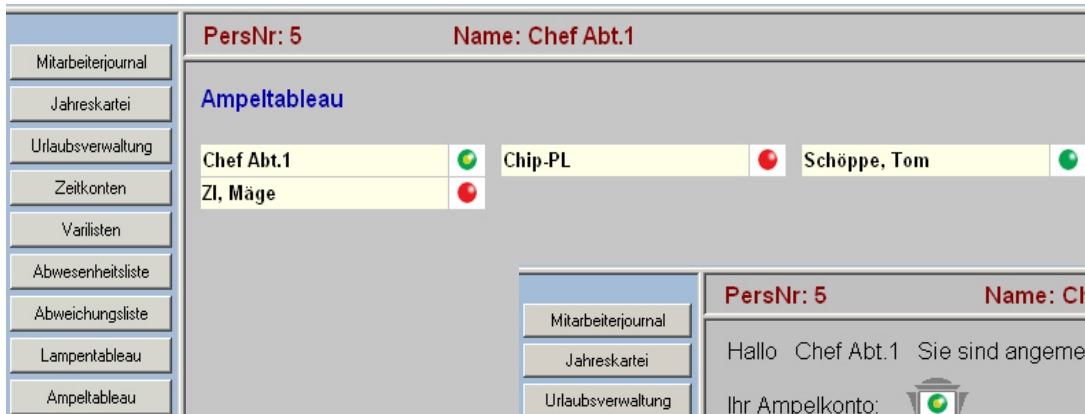 PersNr: 5 Name: Chef Abt.1
Mitarbeiterjournal
Jahreskartei
Urlaubsverwaltung
Zeitkonten
Varilisten
Abwesenheitsliste
Abweichungsliste
Lampentableau
Ampeltableau
Ampeltableau
Chef Abt.1 Chip-PL Schöppe, Tom
ZI, Mäge
PersNr: 5 Name:
Mitarbeiterjournal
Jahreskartei
Urlaubsverwaltung
Hallo Chef Abt.1 Sie sind
Ihr Ampelkonto: